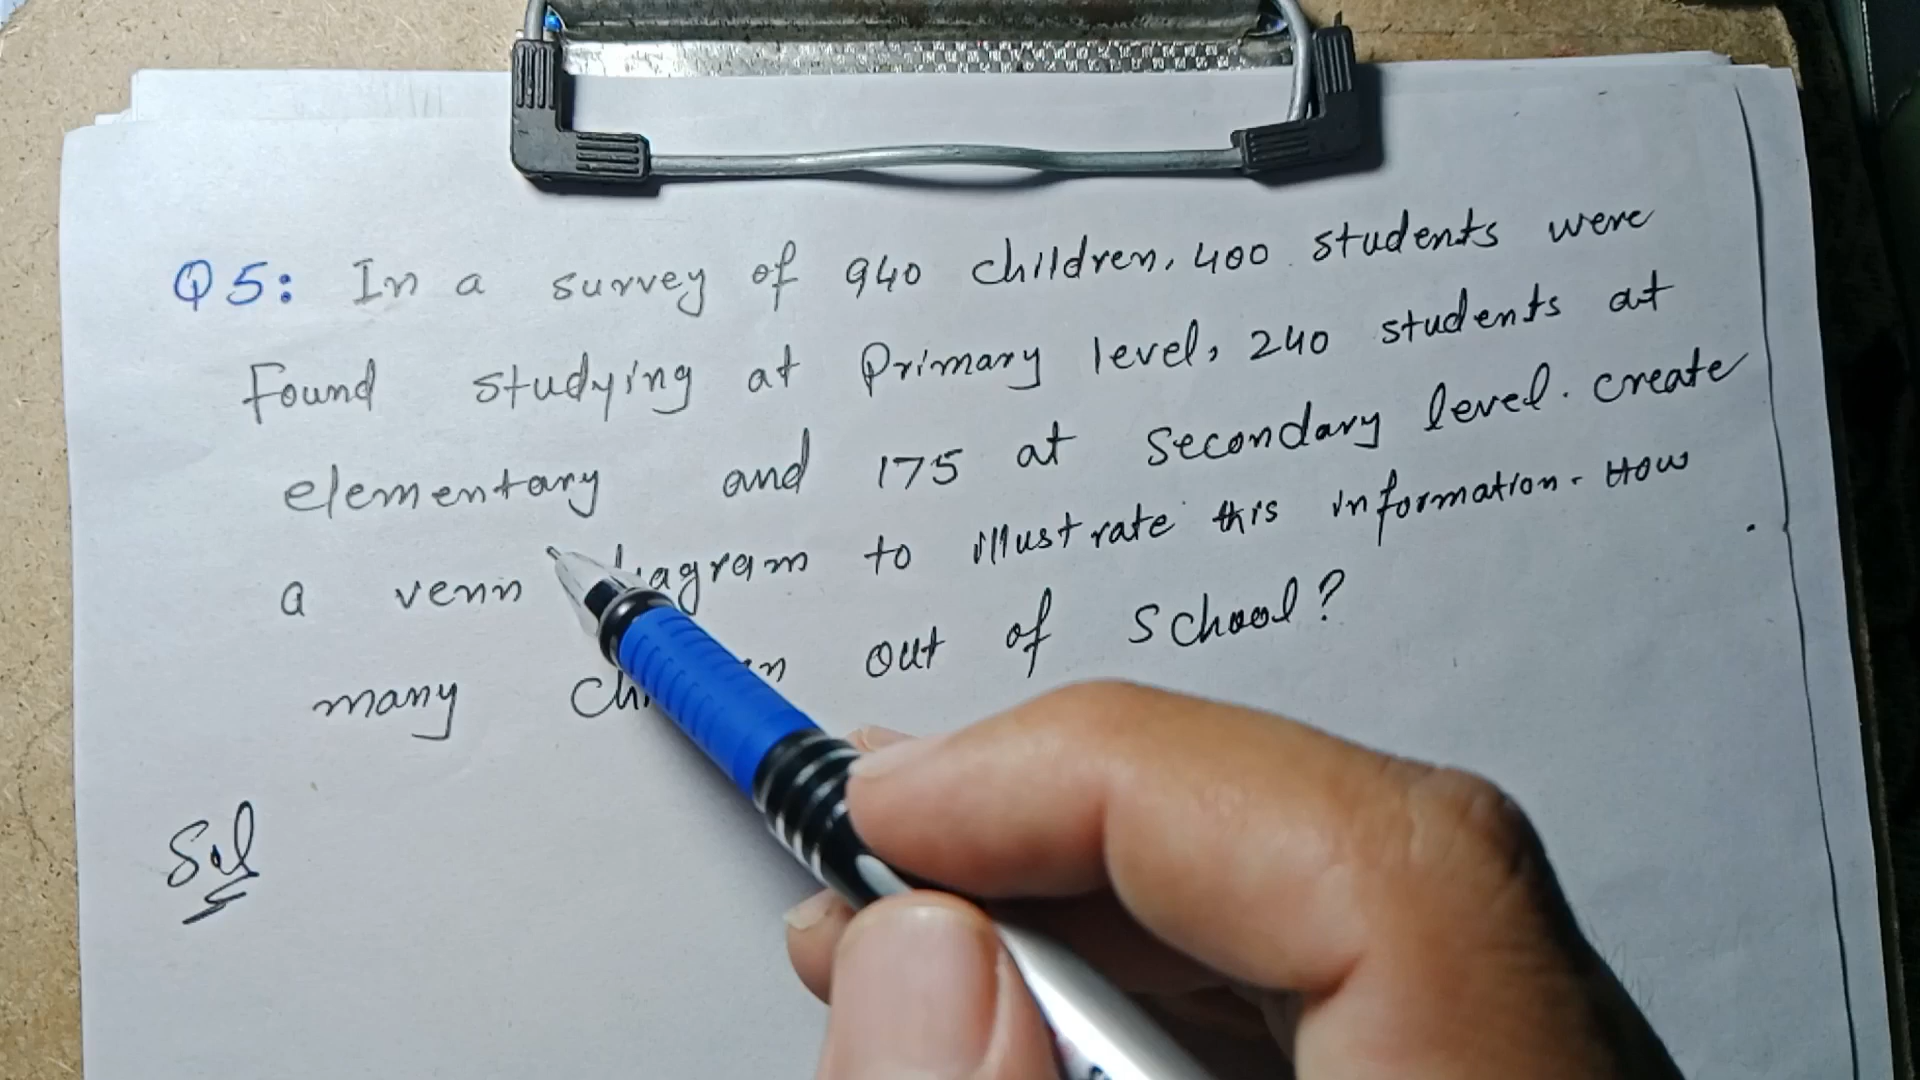 Q5: In a survey of 940 children, 400 students were
Found studying at Primary level, 240 students at
elementary and 175 at Secondary level. create
a venn diagram to illustrate this information. How
many out of School?
Sol